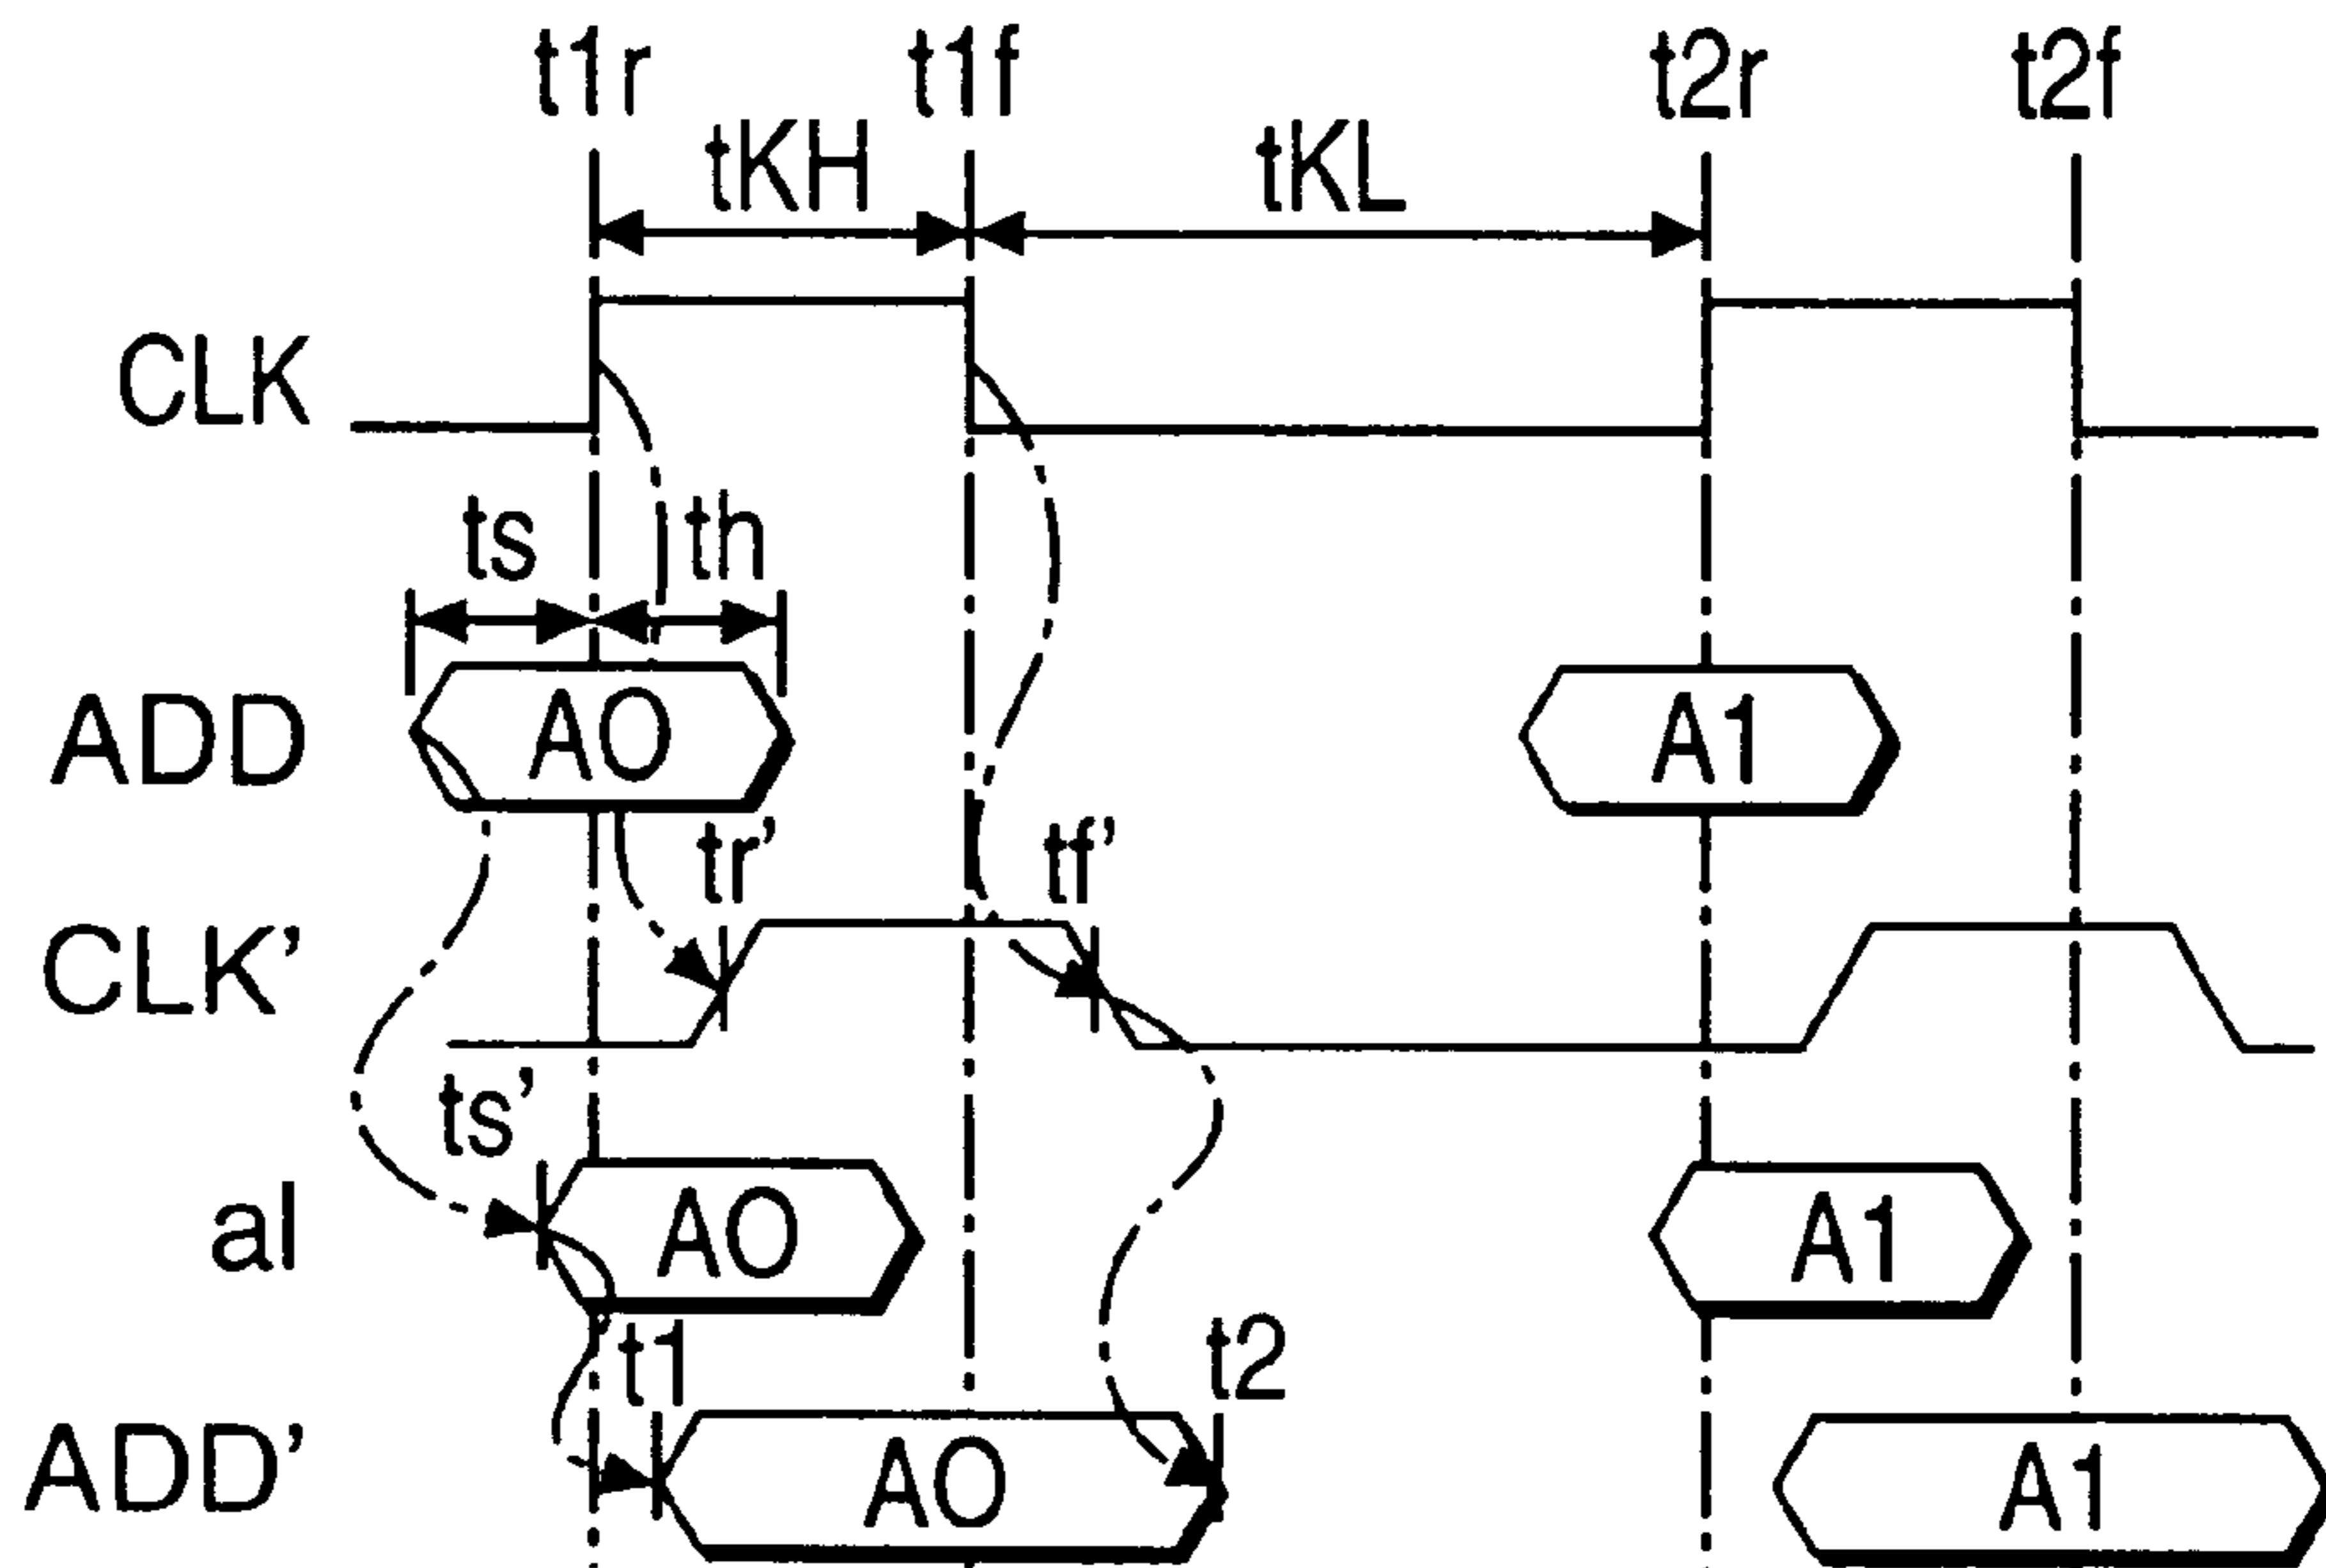 t1r t1f t2r t2f
tKH tKL
CLK
ts th
ADD AO A1
tr' tf'
CLK'
ts'
al AO A1
t1 t2
ADD' AO A1